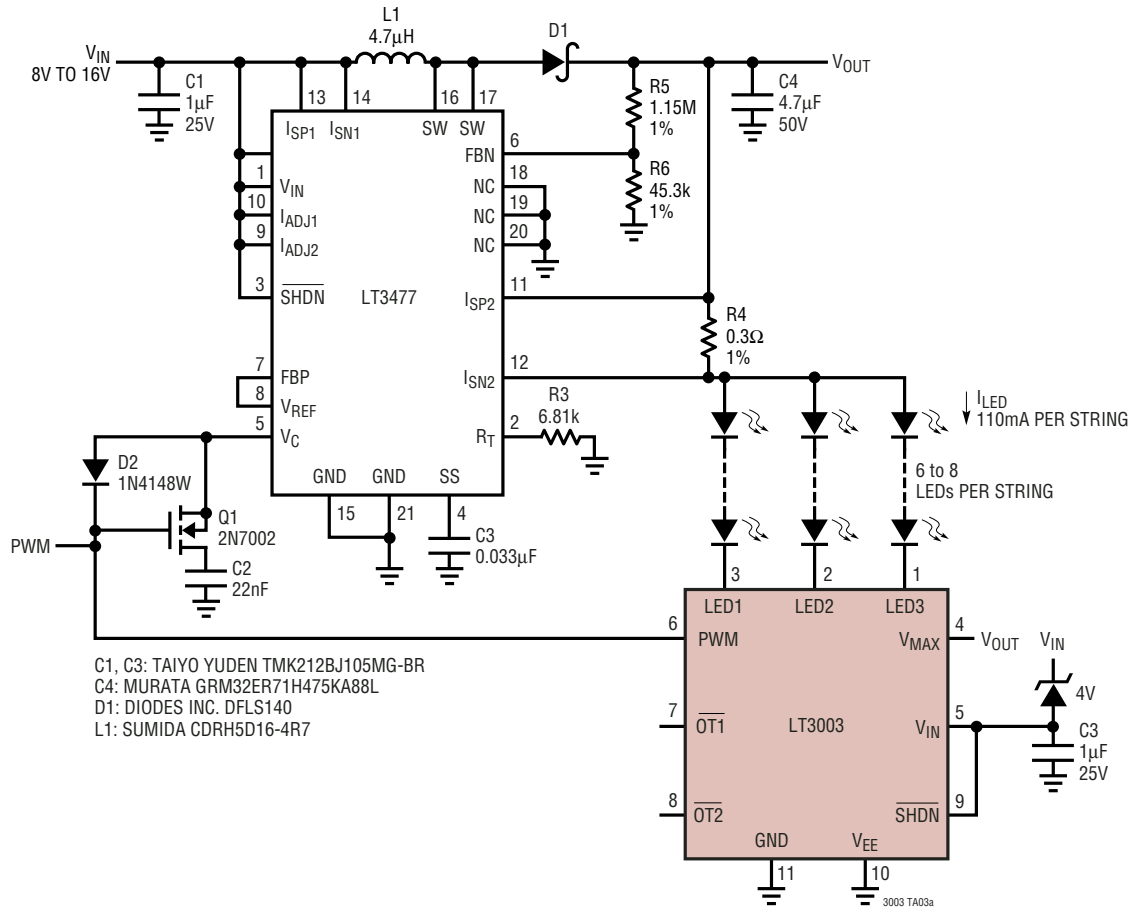 L1
4.7µH
D1
VIN
8V TO 16V
VOUT
C1
1µF
25V
R5
1.15M
1%
C4
4.7µF
50V
13
14
16
17
ISP1
ISN1
SW
SW
FBN
6
R6
45.3k
1%
1
VIN
NC
18
10
IADJ1
NC
19
9
IADJ2
NC
20
3
SHDN
LT3477
ISP2
11
R4
0.3Ω
1%
7
FBP
ISN2
12
8
VREF
R3
6.81k
ILED
110mA PER STRING
5
VC
RT
2
D2
1N4148W
GND
GND
SS
6 to 8
LEDs PER STRING
15
21
4
Q1
2N7002
C3
0.033µF
PWM
C2
22nF
3
2
1
LED1
LED2
LED3
6
PWM
VMAX
4
VOUT
VIN
C1, C3: TAIYO YUDEN TMK212BJ105MG-BR
C4: MURATA GRM32ER71H475KA88L
D1: DIODES INC. DFLS140
L1: SUMIDA CDRH5D16-4R7
4V
7
OT1
LT3003
VIN
5
C3
1µF
25V
8
OT2
SHDN
9
GND
VEE
11
10
3003 TA03a